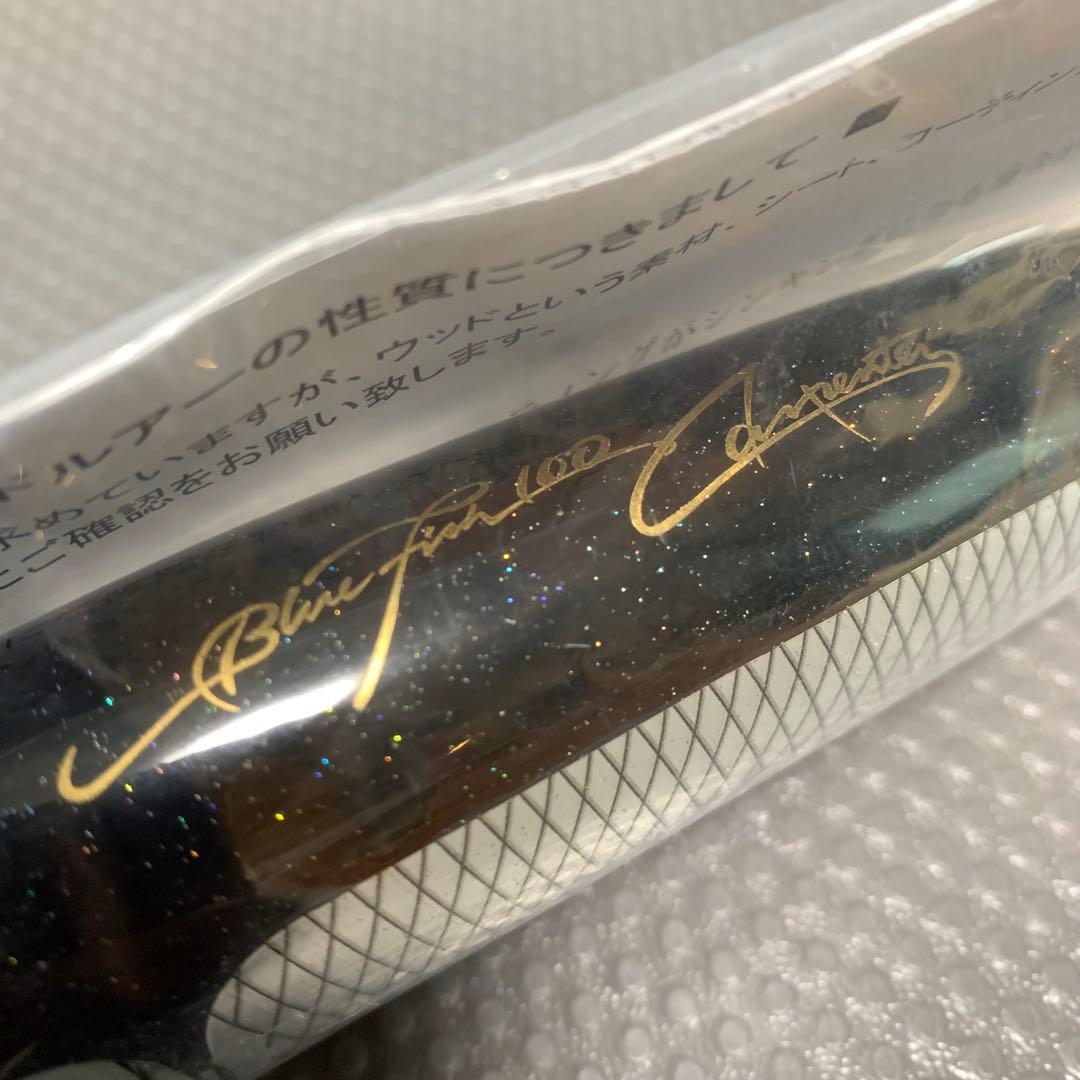 ドルアーの性質につきまして ◆
求めていますが、ウッドという素材、シート、コーティン
ご確認をお願い致します。
Blue Fish 100 Carpenter